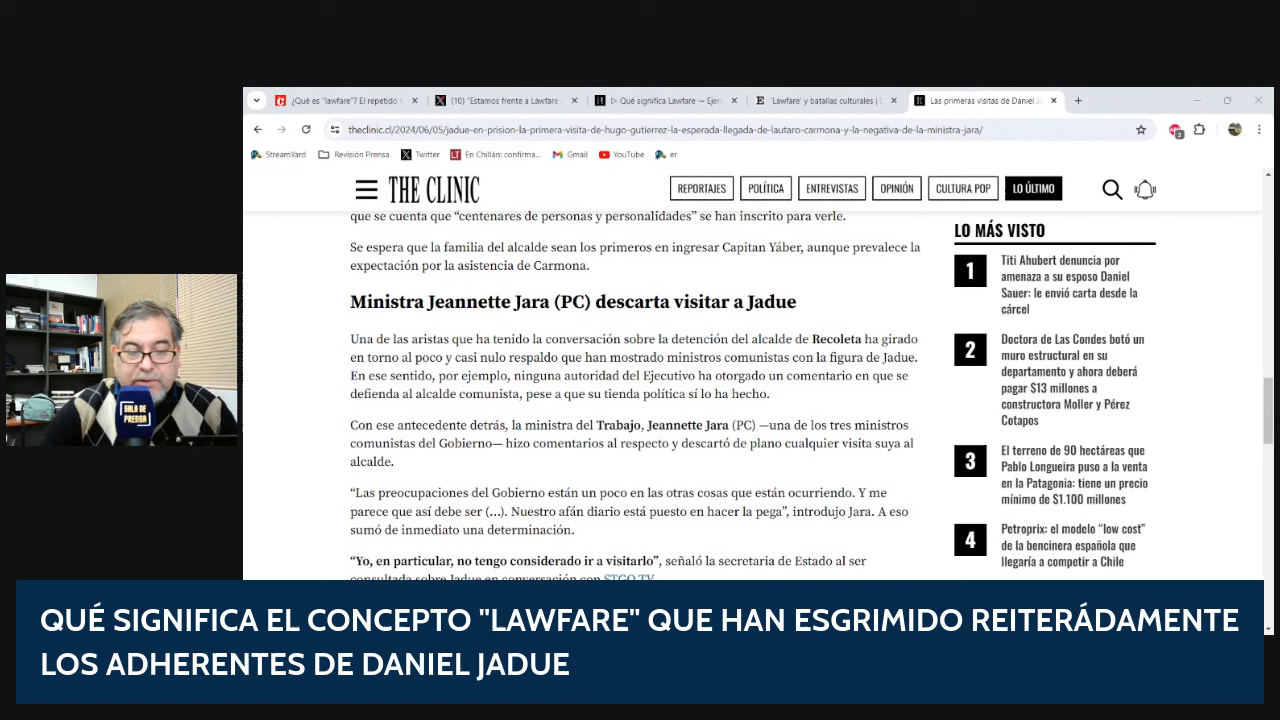 ¿Qué es "lawfare"? El repetido
(10) "Estamos frente a Lawfare
▷ Qué significa Lawfare
'Lawfare' y batallas culturales |
Las primeras visitas de Daniel Ja
theclinic.cl/2024/06/05/jadue-en-prision-la-primera-visita-de-hugo-gutierrez-la-esperada-llegada-de-lautaro-carmona-y-la-negativa-de-la-ministra-jara/
3
StreamYard Revisión Prensa Twitter LT En Chillán: confirma... Gmail YouTube er
THE CLINIC
REPORTAJES POLÍTICA ENTREVISTAS OPINIÓN CULTURA POP LO ÚLTIMO
que se cuenta que “centenares de personas y personalidades” se han inscrito para verle.
Se espera que la familia del alcalde sean los primeros en ingresar Capitan Yáber, aunque prevalece la
expectación por la asistencia de Carmona.
Ministra Jeannette Jara (PC) descarta visitar a Jadue
Una de las aristas que ha tenido la conversación sobre la detención del alcalde de Recoleta ha girado
en torno al poco y casi nulo respaldo que han mostrado ministros comunistas con la figura de Jadue.
En ese sentido, por ejemplo, ninguna autoridad del Ejecutivo ha otorgado un comentario en que se
defienda al alcalde comunista, pese a que su tienda política sí lo ha hecho.
Con ese antecedente detrás, la ministra del Trabajo, Jeannette Jara (PC) —una de los tres ministros
comunistas del Gobierno— hizo comentarios al respecto y descartó de plano cualquier visita suya al
alcalde.
“Las preocupaciones del Gobierno están un poco en las otras cosas que están ocurriendo. Y me
parece que así debe ser (...). Nuestro afán diario está puesto en hacer la pega”, introdujo Jara. A eso
sumó de inmediato una determinación.
“Yo, en particular, no tengo considerado ir a visitarlo”, señaló la secretaria de Estado al ser
consultada sobre Jadue en conversación con STGO TV.
LO MÁS VISTO
1
Titi Ahubert denuncia por
amenaza a su esposo Daniel
Sauer: le envió carta desde la
cárcel
2
Doctora de Las Condes botó un
muro estructural en su
departamento y ahora deberá
pagar $13 millones a
constructora Moller y Pérez
Cotapos
3
El terreno de 90 hectáreas que
Pablo Longueira puso a la venta
en la Patagonia: tiene un precio
mínimo de $1.100 millones
4
Petroprix: el modelo “low cost”
de la bencinera española que
llegaría a competir a Chile
SALA DE
PRENSA
QUÉ SIGNIFICA EL CONCEPTO "LAWFARE" QUE HAN ESGRIMIDO REITERÁDAMENTE
LOS ADHERENTES DE DANIEL JADUE